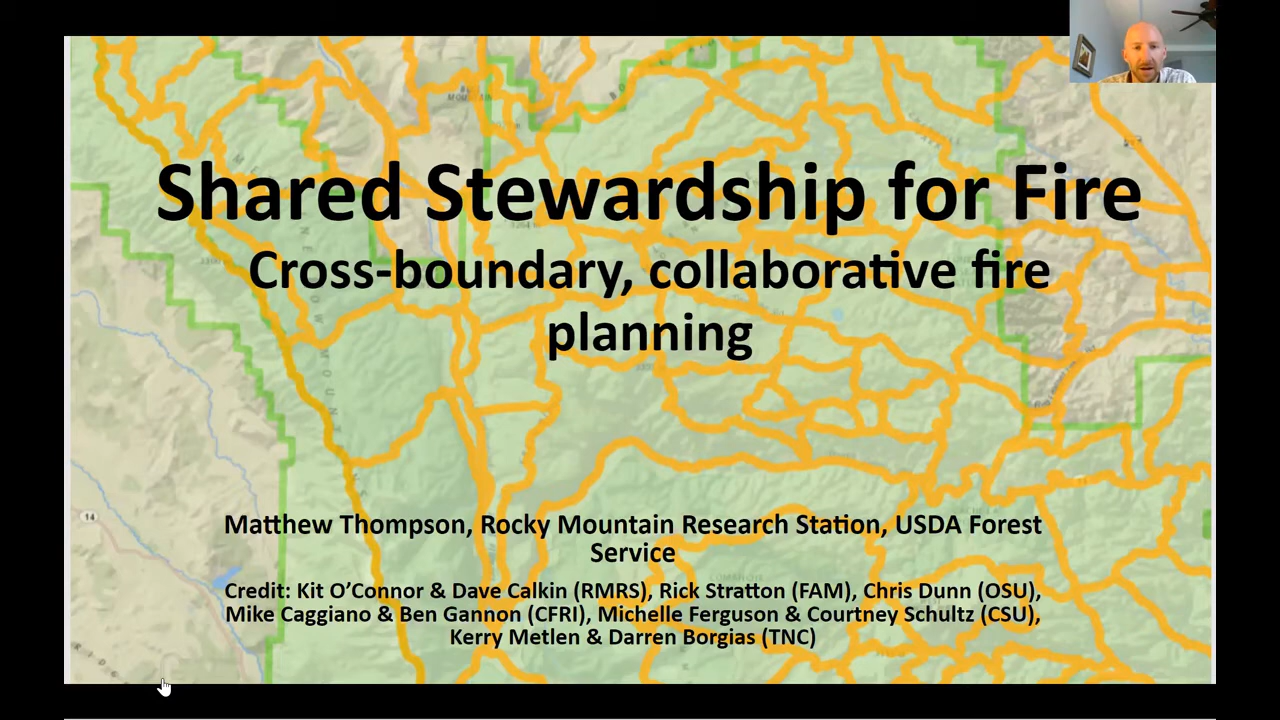 Shared Stewardship for Fire
Cross-boundary, collaborative fire
planning
14
Matthew Thompson, Rocky Mountain Research Station, USDA Forest
Service
Credit: Kit O’Connor & Dave Calkin (RMRS), Rick Stratton (FAM), Chris Dunn (OSU),
Mike Caggiano & Ben Gannon (CFRI), Michelle Ferguson & Courtney Schultz (CSU),
Kerry Metlen & Darren Borgias (TNC)